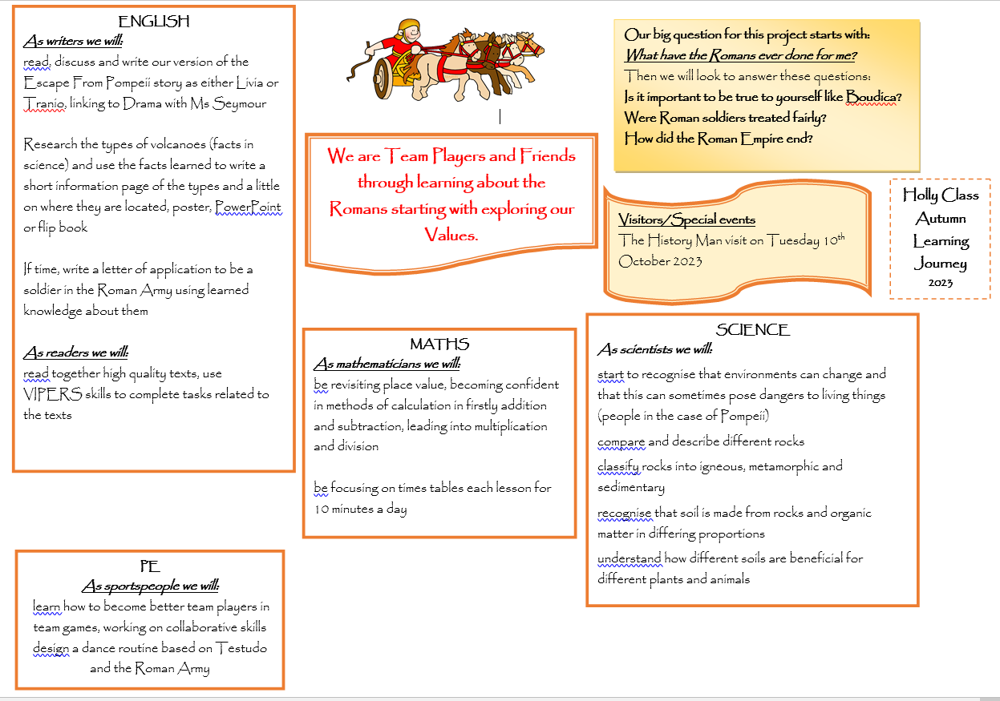 ENGLISH
As writers we will:
read, discuss and write our version of the
Escape From Pompeii story as either Livia or
Tranio, linking to Drama with Ms Seymour
Research the types of volcanoes (facts in
science) and use the facts learned to write a
short information page of the types and a little
on where they are located, poster, PowerPoint
or flip book
If time, write a letter of application to be a
soldier in the Roman Army using learned
knowledge about them
As readers we will:
read together high quality texts, use
VIPERS skills to complete tasks related to
the texts
We are Team Players and Friends
through learning about the
Romans starting with exploring our
Values.
Our big question for this project starts with:
What have the Romans ever done for me?
Then we will look to answer these questions:
Is it important to be true to yourself like Boudica?
Were Roman soldiers treated fairly?
How did the Roman Empire end?
Visitors/Special events
The History Man visit on Tuesday 10th
October 2023
Holly Class
Autumn
Learning
Journey
2023
MATHS
As mathematicians we will:
be revisiting place value, becoming confident
in methods of calculation in firstly addition
and subtraction, leading into multiplication
and division
be focusing on times tables each lesson for
10 minutes a day
SCIENCE
As scientists we will:
start to recognise that environments can change and
that this can sometimes pose dangers to living things
(people in the case of Pompeii)
compare and describe different rocks
classify rocks into igneous, metamorphic and
sedimentary
recognise that soil is made from rocks and organic
matter in differing proportions
understand how different soils are beneficial for
different plants and animals
PE
As sportspeople we will:
learn how to become better team players in
team games, working on collaborative skills
design a dance routine based on Testudo
and the Roman Army